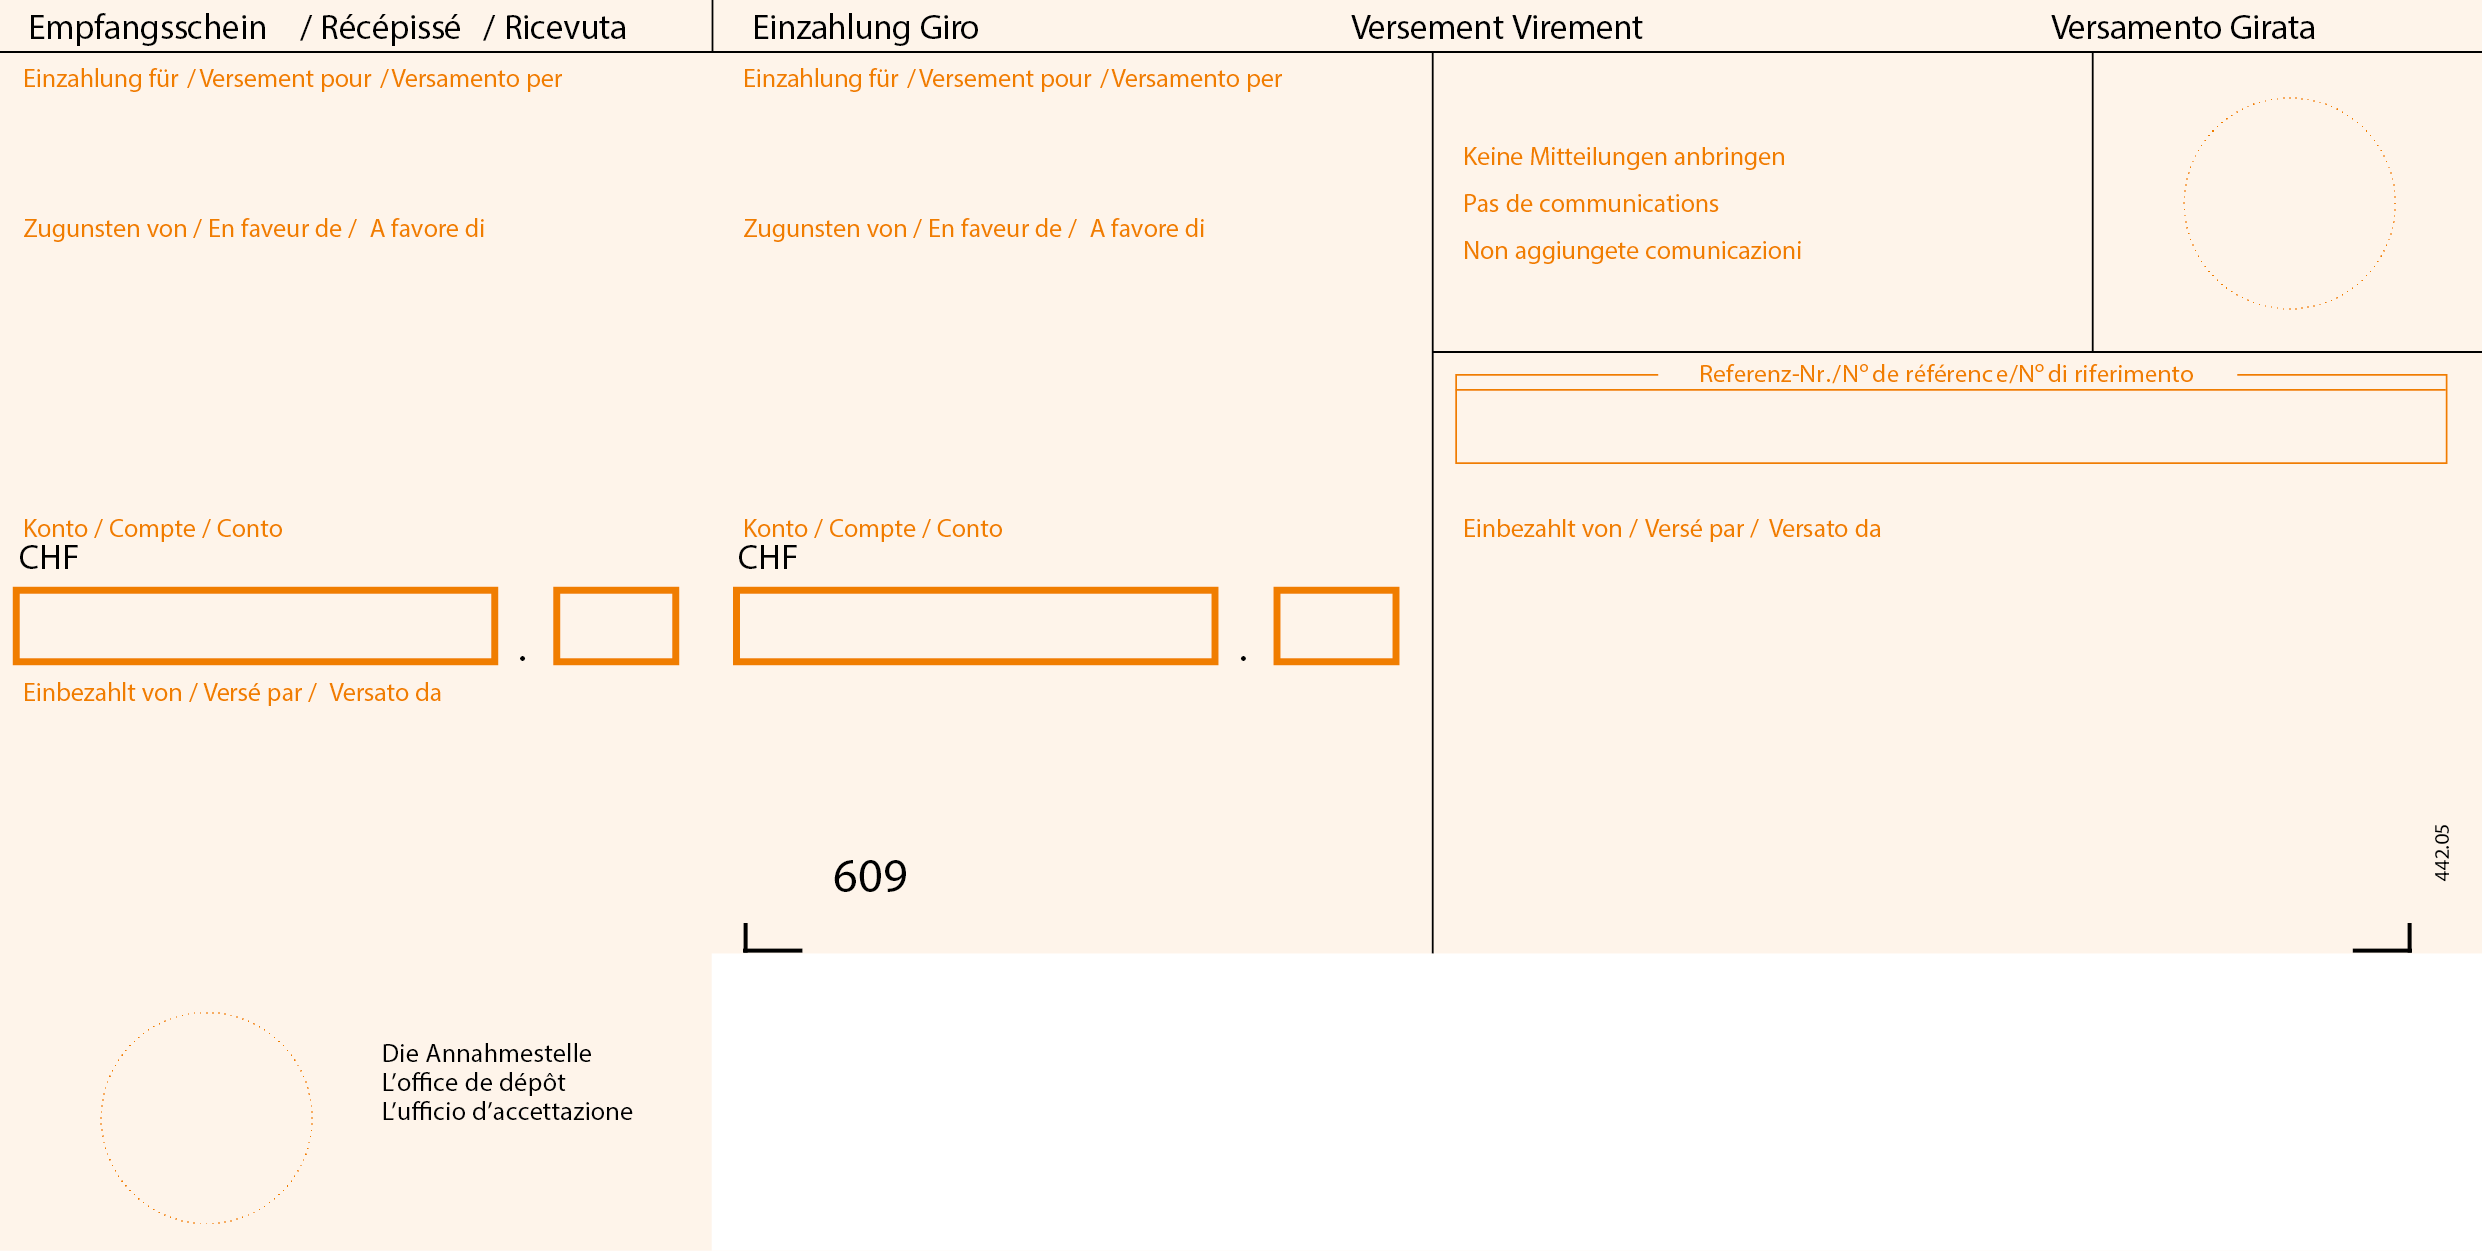 Empfangsschein / Récépissé / Ricevuta
Einzahlung für / Versement pour / Versamento per
Zugunsten von / En faveur de / A favore di
Konto / Compte / Conto
CHF
.
Einbezahlt von / Versé par / Versato da
Die Annahmestelle
L’office de dépôt
L’ufficio d’accettazione
Einzahlung Giro Versement Virement Versamento Girata
Einzahlung für / Versement pour / Versamento per
Zugunsten von / En faveur de / A favore di
Konto / Compte / Conto
CHF
.
609
Keine Mitteilungen anbringen
Pas de communications
Non aggiungete comunicazioni
Referenz-Nr./Nº de référence/Nº di riferimento
Einbezahlt von / Versé par / Versato da
442.05